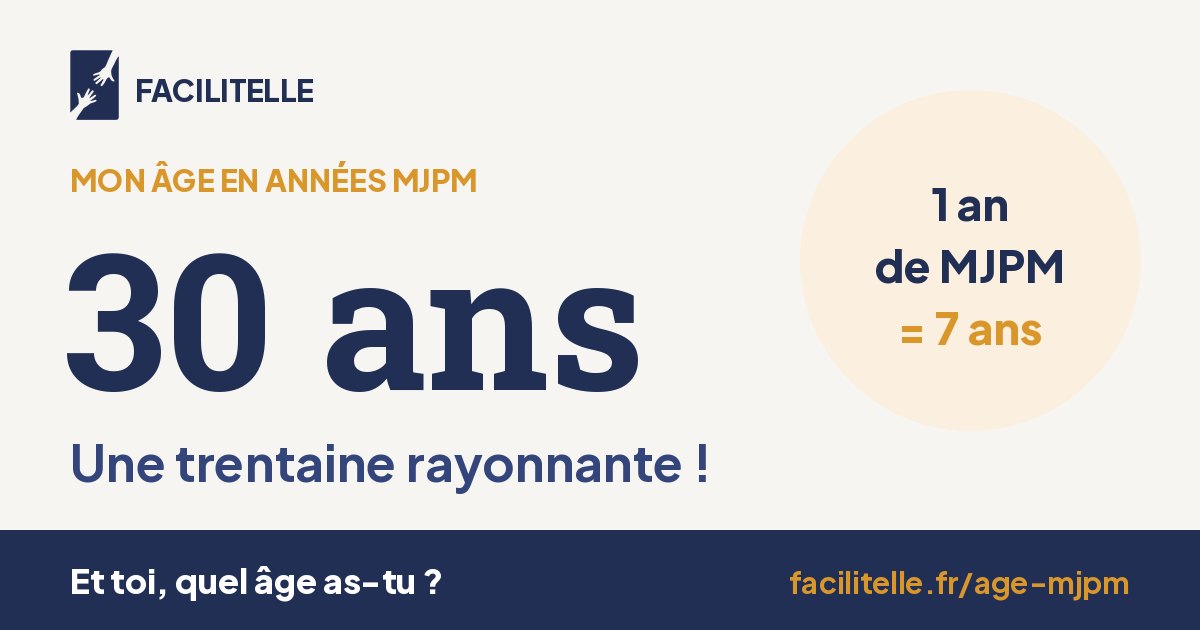 FACILITELLE
MON ÂGE EN ANNÉES MJPM
30 ans
Une trentaine rayonnante !
1 an
de MJPM
= 7 ans
Et toi, quel âge as-tu ?
facilitelle.fr/age-mjpm